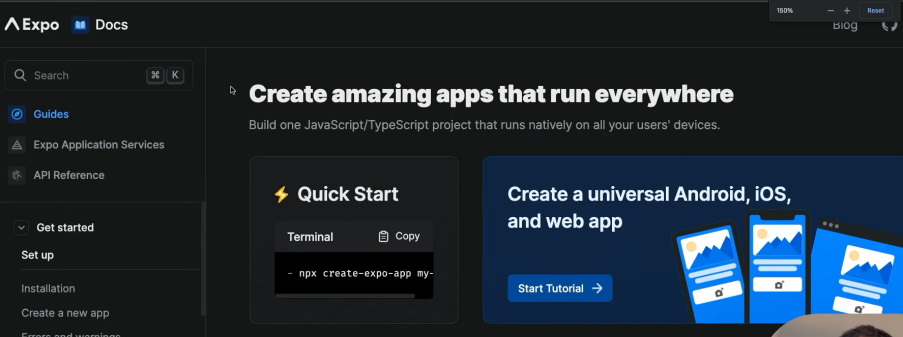 150% − + Reset
Expo Docs
Blog
Search ⌘ K
Guides
Expo Application Services
API Reference
Get started
Set up
Installation
Create a new app
Errors and warnings
Create amazing apps that run everywhere
Build one JavaScript/TypeScript project that runs natively on all your users' devices.
Quick Start
Terminal Copy
- npx create-expo-app my-
Create a universal Android, iOS,
and web app
Start Tutorial →